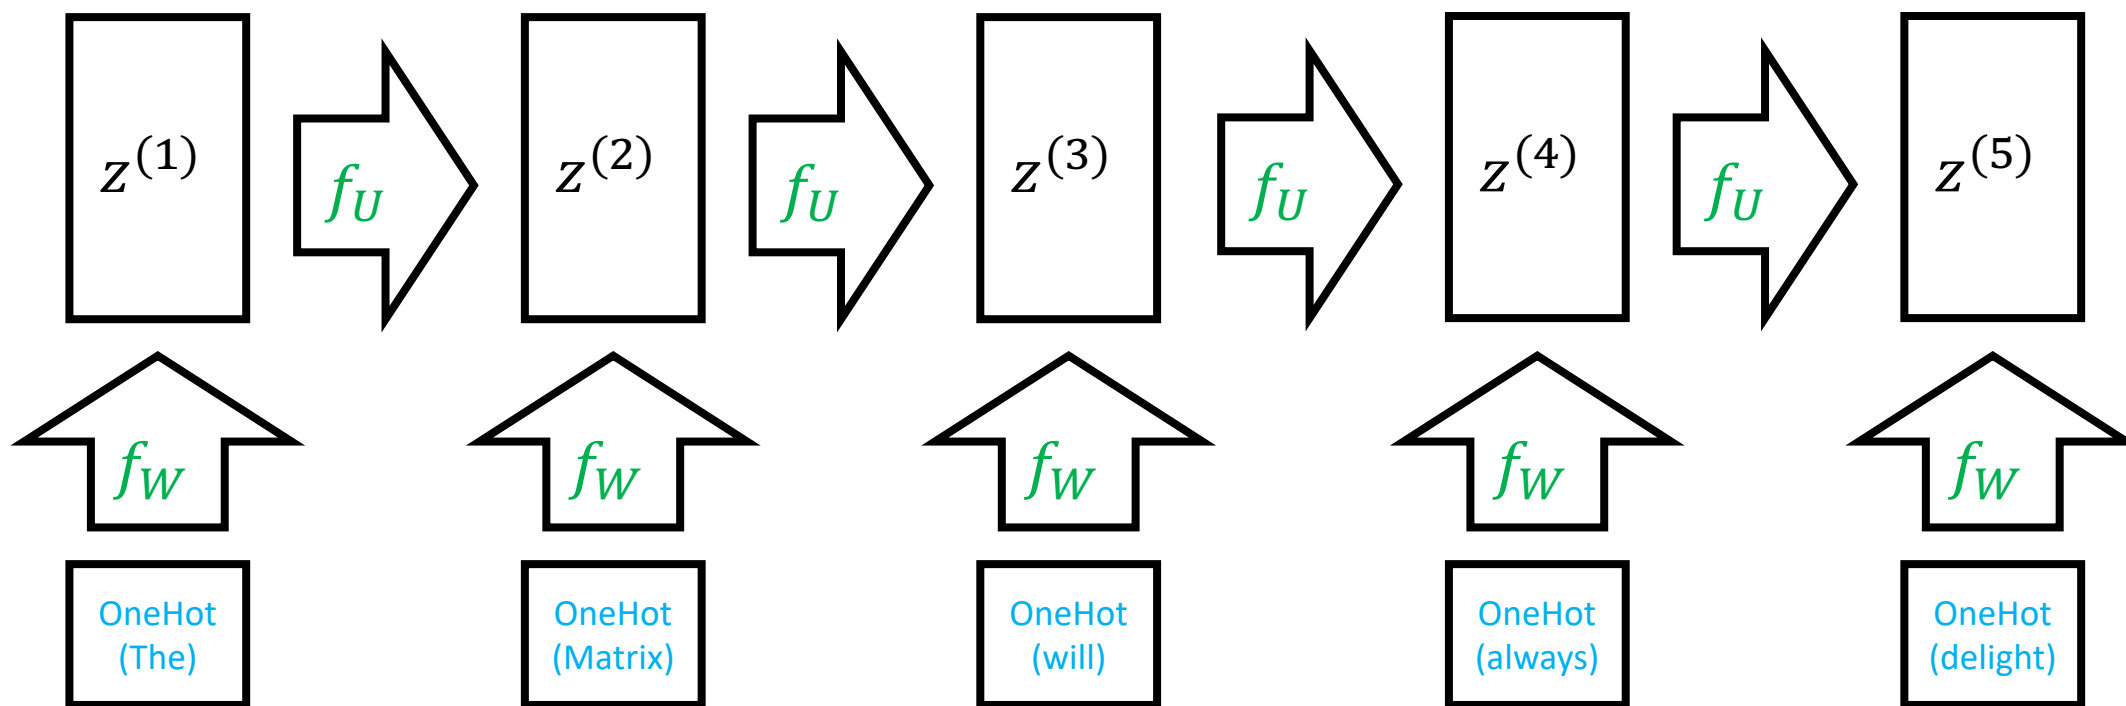 z^(1) f_U z^(2) f_U z^(3) f_U z^(4) f_U z^(5)
f_W f_W f_W f_W f_W
OneHot OneHot OneHot OneHot OneHot
(The) (Matrix) (will) (always) (delight)